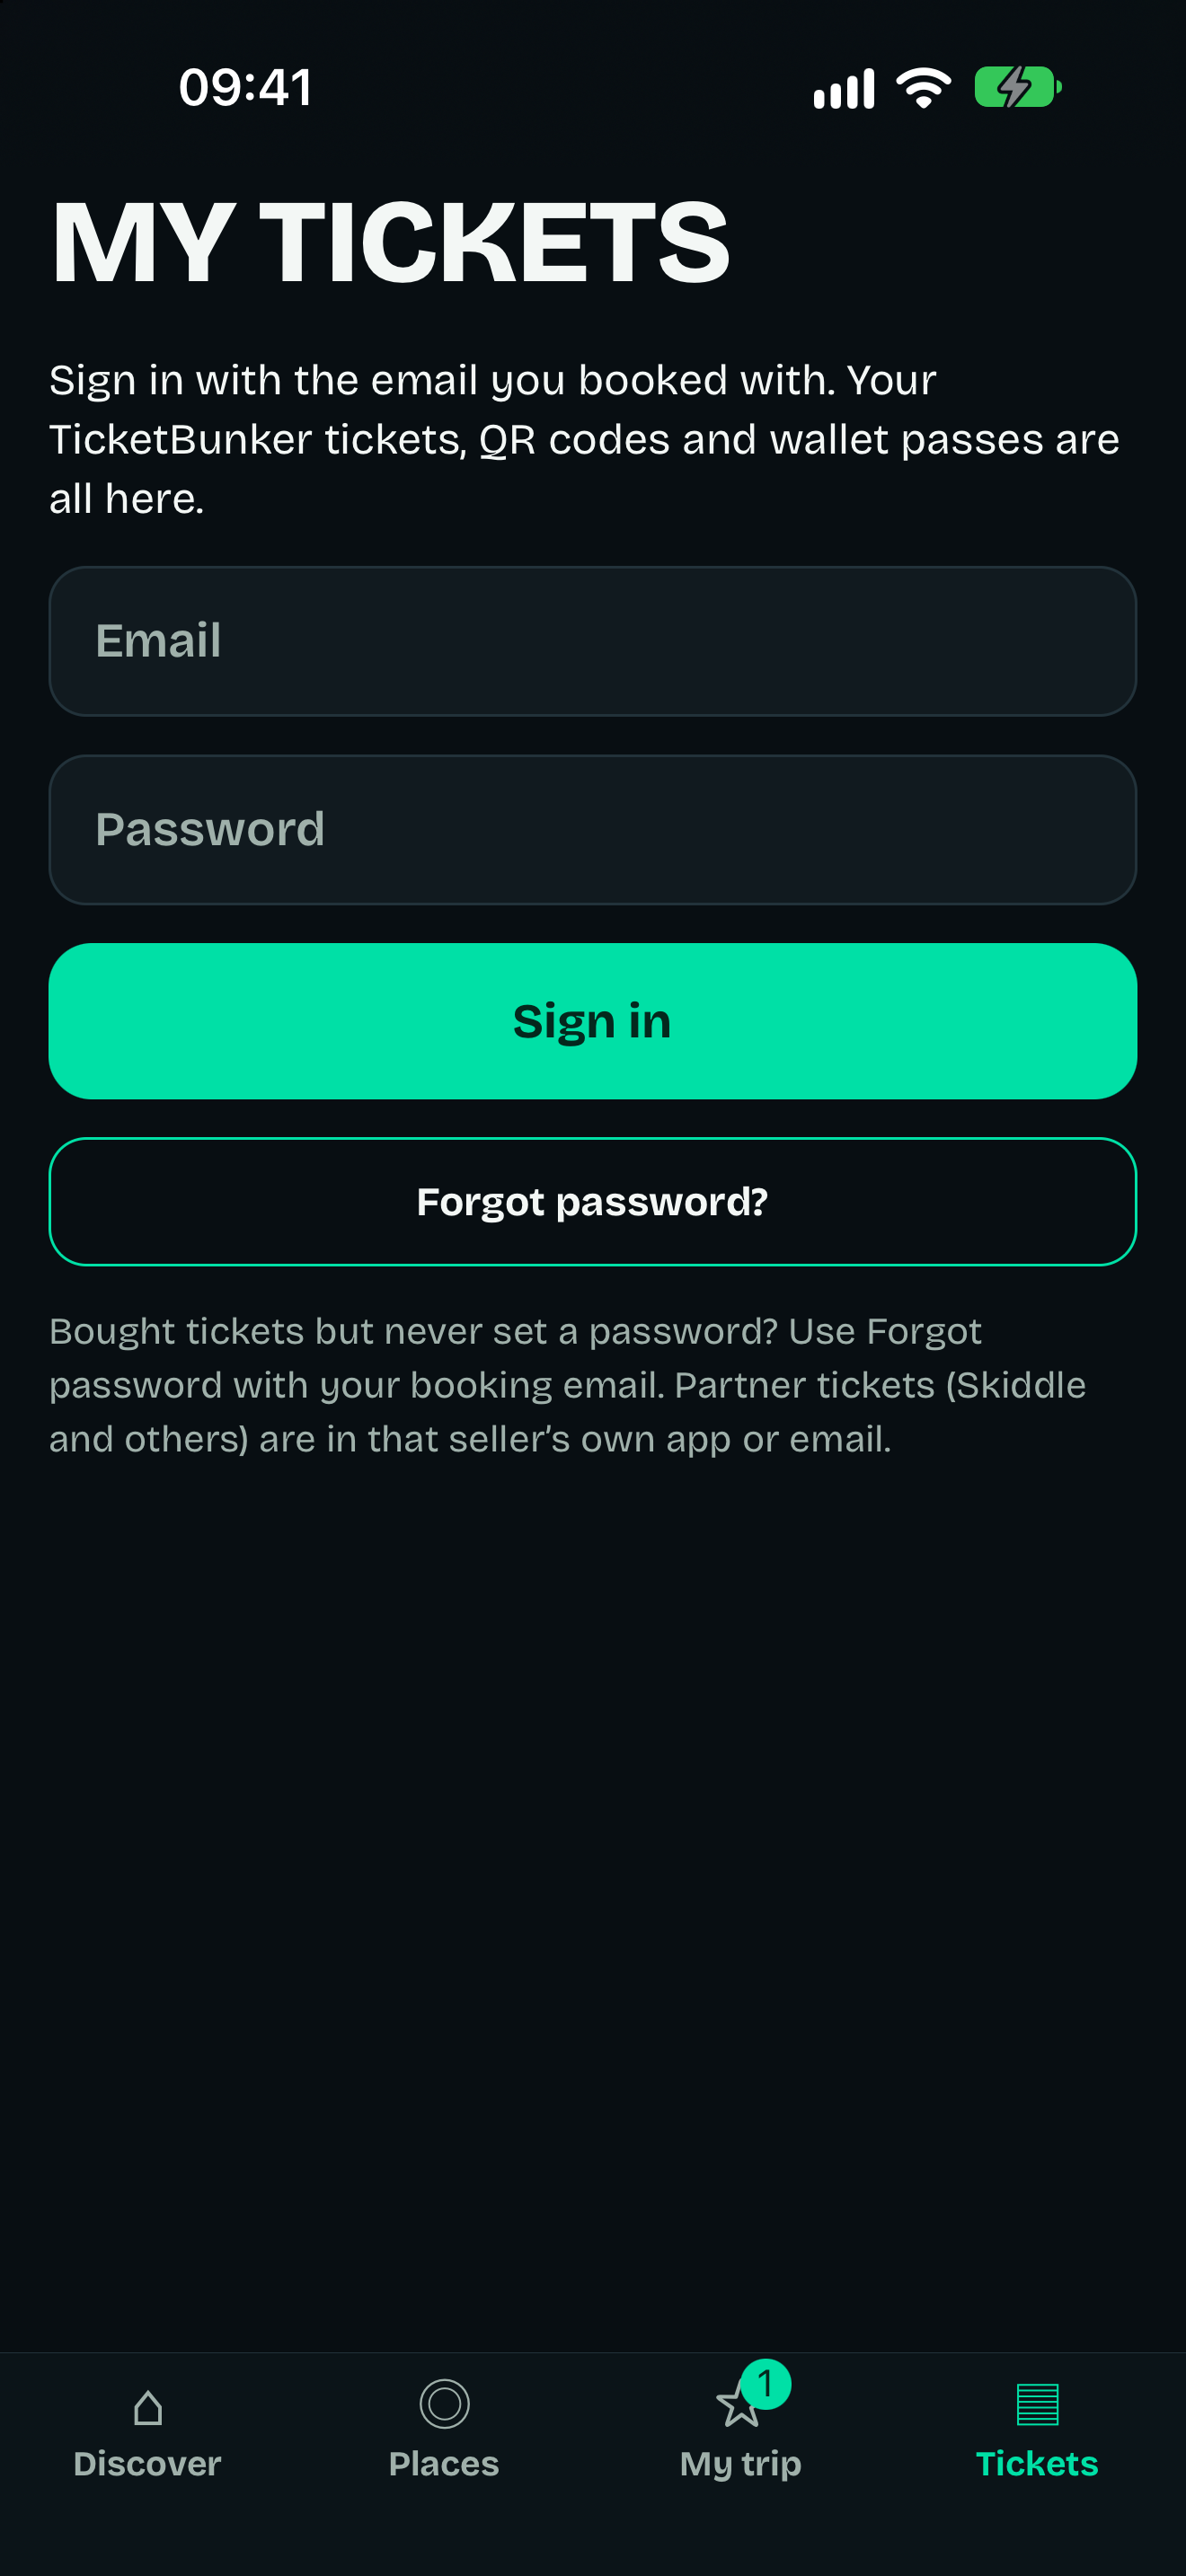 09:41
MY TICKETS
Sign in with the email you booked with. Your
TicketBunker tickets, QR codes and wallet passes are
all here.
Email
Password
Sign in
Forgot password?
Bought tickets but never set a password? Use Forgot
password with your booking email. Partner tickets (Skiddle
and others) are in that seller’s own app or email.
1
Discover
Places
My trip
Tickets